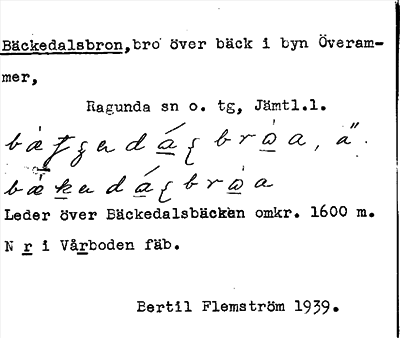 Bäckedalsbron, bro över bäck i byn Överam-
mer,
Ragunda sn o. tg, Jämtl.l.
Leder över Bäckedalsbäcken omkr. 1600 m.
N r i Vårboden fäb.
Bertil Flemström 1939.